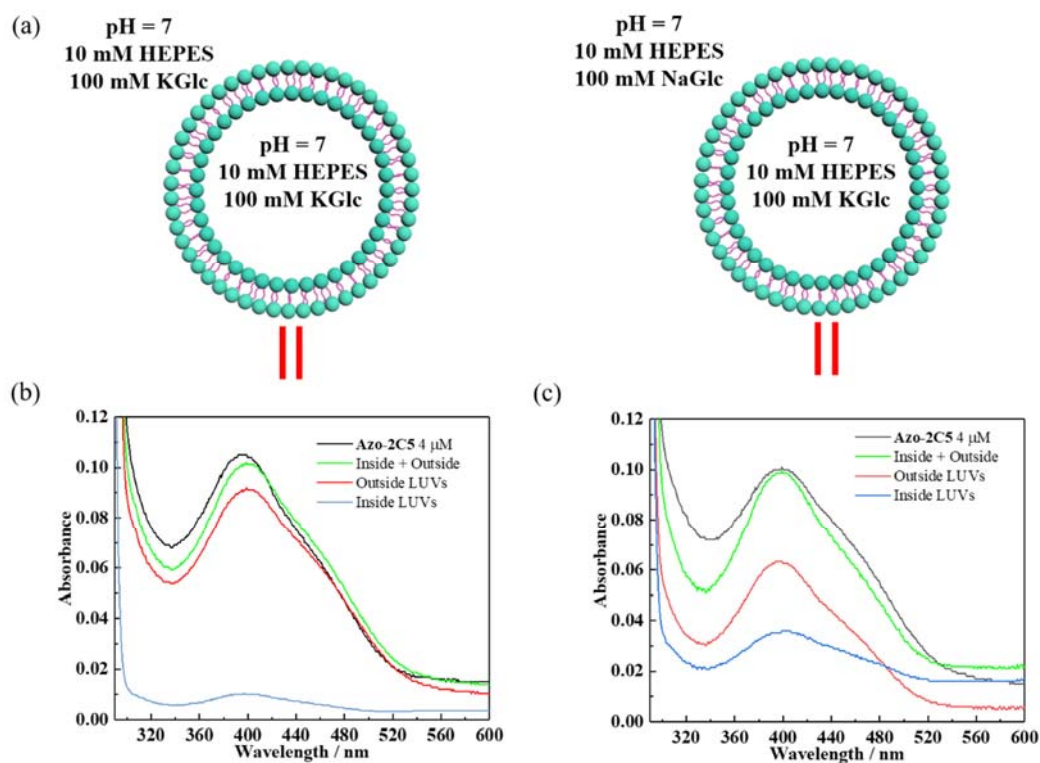 (a)
pH = 7
10 mM HEPES
100 mM KGlc
pH = 7
10 mM HEPES
100 mM KGlc
pH = 7
10 mM HEPES
100 mM NaGlc
pH = 7
10 mM HEPES
100 mM KGlc
(b)
0.12
0.10
0.08
0.06
0.04
0.02
0.00
Absorbance
Azo-2C5 4 μM
Inside + Outside
Outside LUVs
Inside LUVs
320 360 400 440 480 520 560 600
Wavelength / nm
(c)
0.12
0.10
0.08
0.06
0.04
0.02
0.00
Absorbance
Azo-2C5 4 μM
Inside + Outside
Outside LUVs
Inside LUVs
320 360 400 440 480 520 560 600
Wavelength / nm